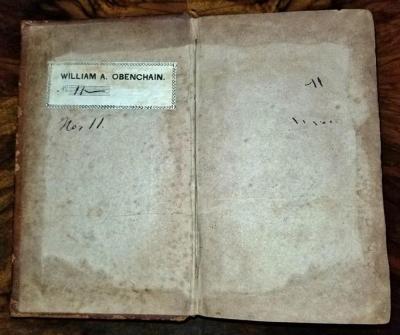 WILLIAM A. OBENCHAIN.
11
No, 11.
11